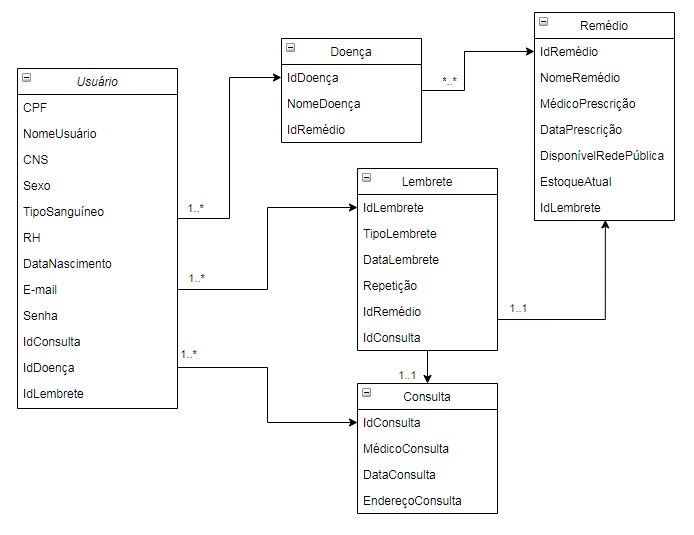 Usuário
CPF
NomeUsuário
CNS
Sexo
TipoSanguíneo
RH
DataNascimento
E-mail
Senha
IdConsulta
IdDoença
IdLembrete
1..*
1..*
1..*
Doença
IdDoença
NomeDoença
IdRemédio
*..*
Remédio
IdRemédio
NomeRemédio
MédicoPrescrição
DataPrescrição
DisponívelRedePública
EstoqueAtual
IdLembrete
Lembrete
IdLembrete
TipoLembrete
DataLembrete
Repetição
IdRemédio
IdConsulta
1..1
1..1
Consulta
IdConsulta
MédicoConsulta
DataConsulta
EndereçoConsulta